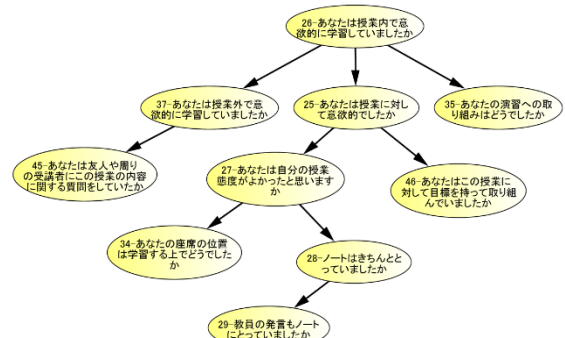 26-あなたは授業内で意
欲的に学習していましたか
37-あなたは授業外で意
欲的に学習していましたか
25-あなたは授業に対し
て意欲的でしたか
35-あなたの演習への取
り組みはどうでしたか
45-あなたは友人や周り
の受講者にこの授業の内容
に関する質問をしていたか
27-あなたは自分の授業
態度がよかったと思います
か
46-あなたはこの授業に
対して目標を持って取り組
んでいましたか
34-あなたの座席の位置
は学習する上でどうでした
か
28-ノートはきちんとと
っていましたか
29-教員の発言もノート
にとっていましたか